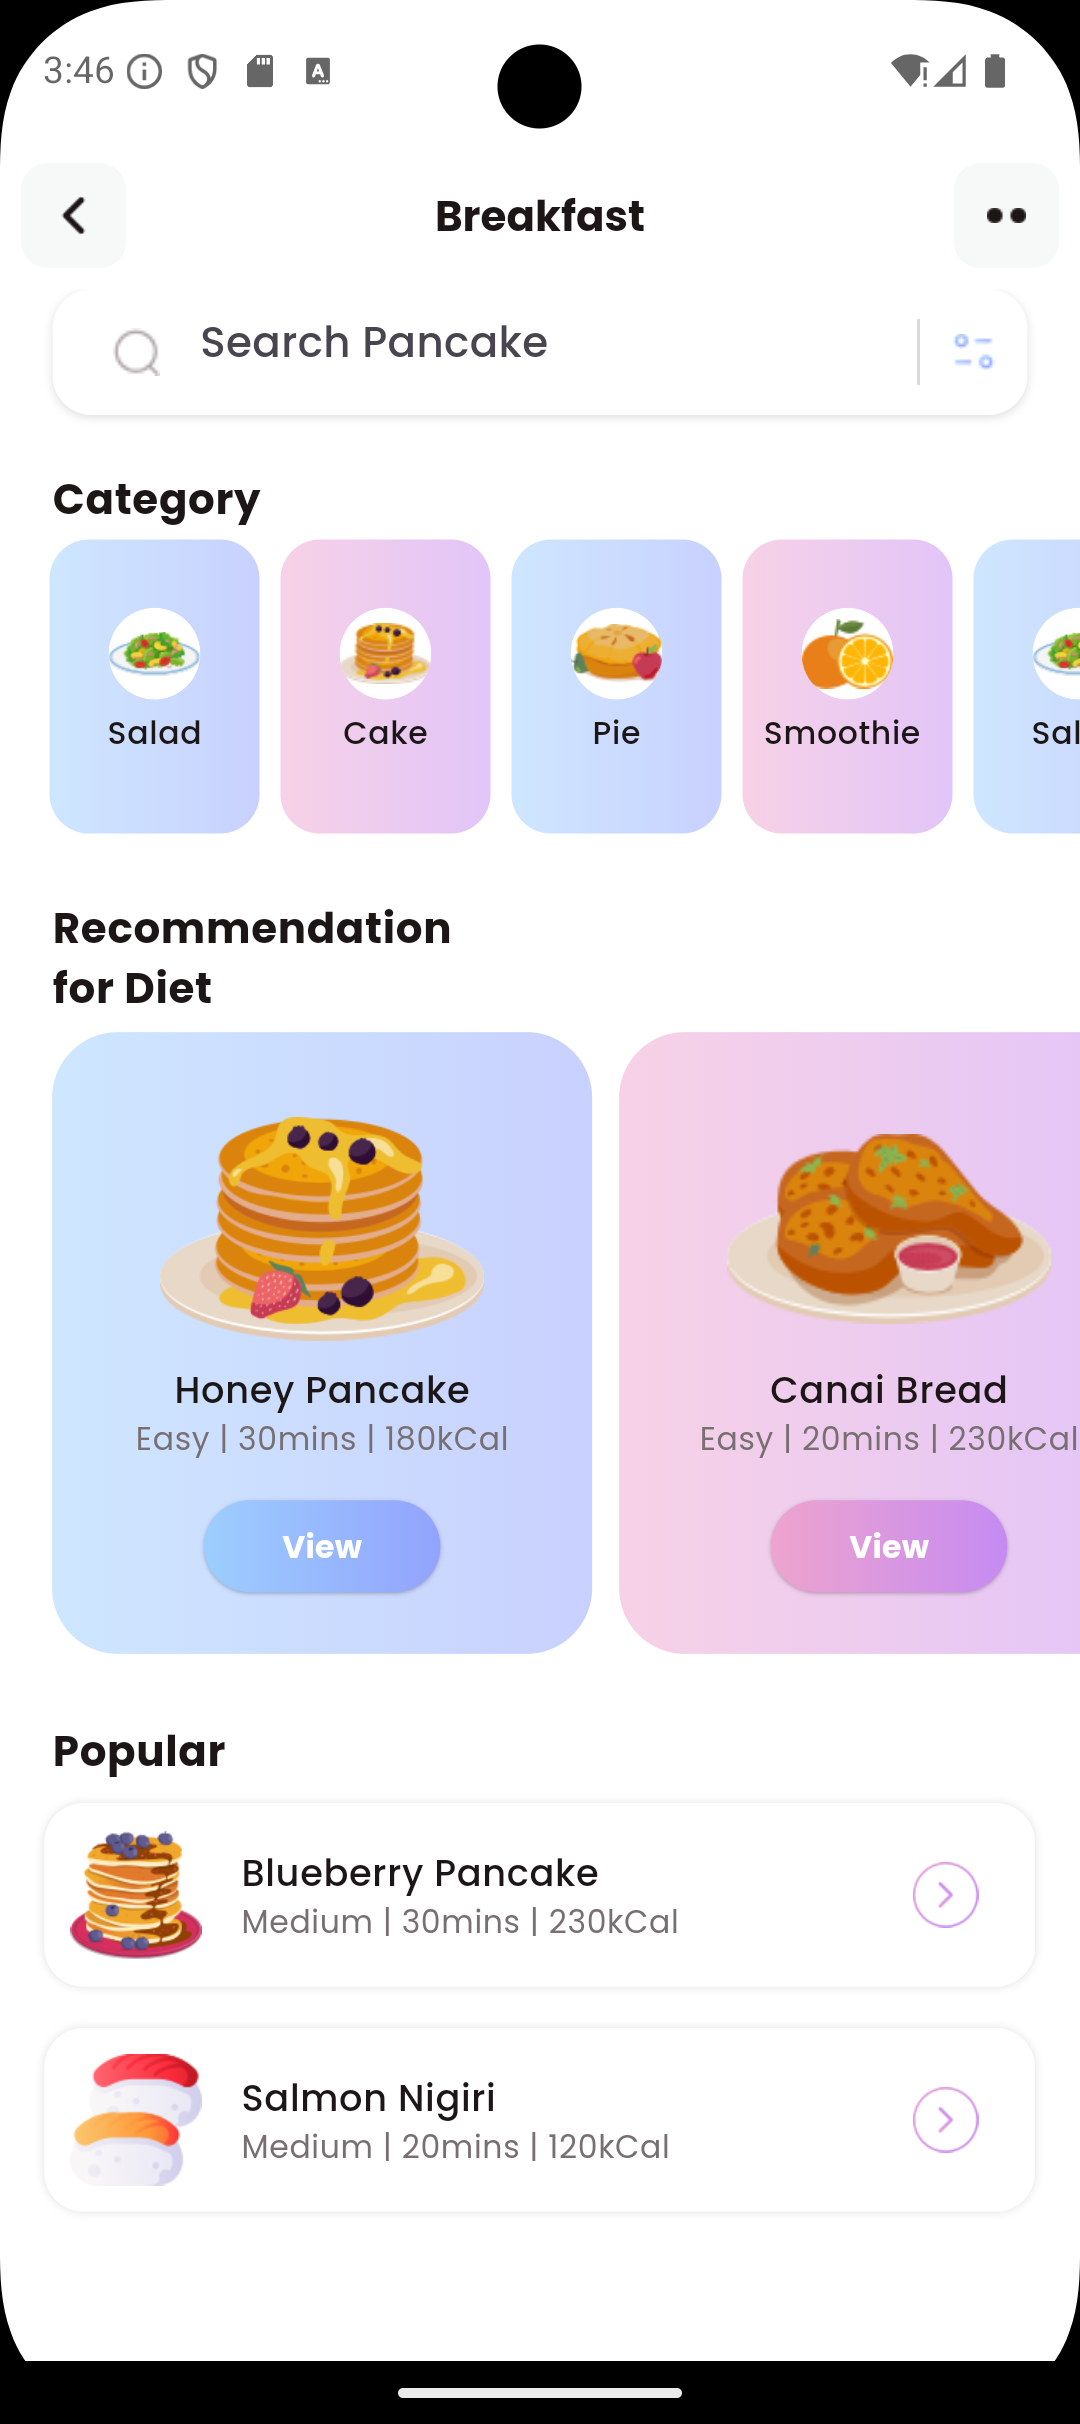 3:46
Breakfast
Search Pancake
Category
Salad
Cake
Pie
Smoothie
Sal
Recommendation
for Diet
Honey Pancake
Easy | 30mins | 180kCal
View
Canai Bread
Easy | 20mins | 230kCal
View
Popular
Blueberry Pancake
Medium | 30mins | 230kCal
Salmon Nigiri
Medium | 20mins | 120kCal